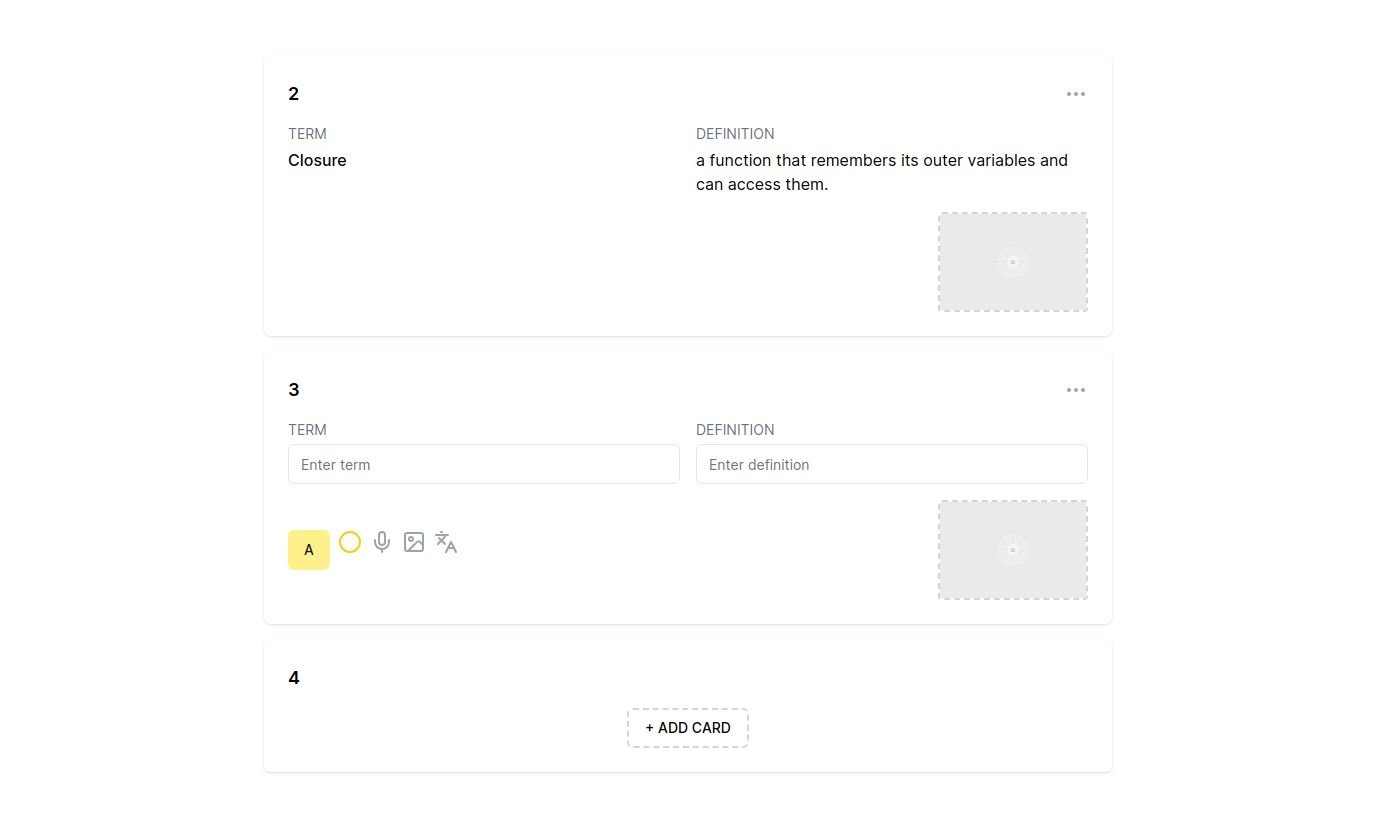 2
TERM
DEFINITION
Closure
a function that remembers its outer variables and
can access them.
3
TERM
DEFINITION
Enter term
Enter definition
A
4
+ ADD CARD